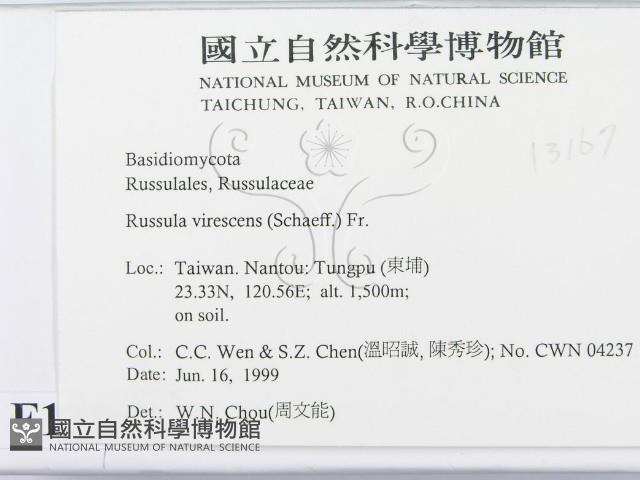 國立自然科學博物館
NATIONAL MUSEUM OF NATURAL SCIENCE
TAICHUNG, TAIWAN, R.O.CHINA
13167
Basidiomycota
Russulales, Russulaceae
Russula virescens (Schaeff.) Fr.
Loc.: Taiwan. Nantou: Tungpu (東埔)
23.33N, 120.56E; alt. 1,500m;
on soil.
Col.: C.C. Wen & S.Z. Chen(溫昭誠, 陳秀珍); No. CWN 04237
Date: Jun. 16, 1999
Det.: W.N. Chou(周文能)
F1
國立自然科學博物館
NATIONAL MUSEUM OF NATURAL SCIENCE